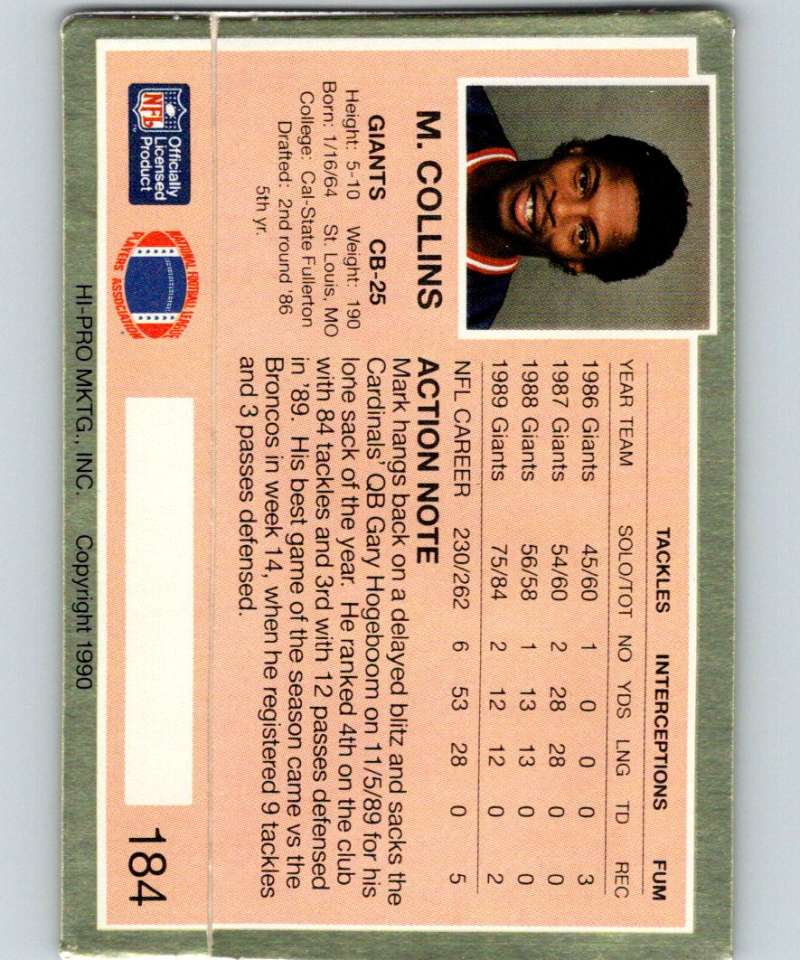 M. COLLINS
GIANTS CB-25
Height: 5-10 Weight: 190
Born: 1/16/64 St. Louis, MO
College: Cal-State Fullerton
Drafted: 2nd round '86
5th yr.
TACKLES INTERCEPTIONS FUM
YEAR TEAM SOLO/TOT NO YDS LNG TD REC
1986 Giants 45/60 1 0 0 0 3
1987 Giants 54/60 2 28 28 0 0
1988 Giants 56/58 1 13 13 0 0
1989 Giants 75/84 2 12 12 0 2
NFL CAREER 230/262 6 53 28 0 5
ACTION NOTE
Mark hangs back on a delayed blitz and sacks the
Cardinals' QB Gary Hogeboom on 11/5/89 for his
lone sack of the year. He ranked 4th on the club
with 84 tackles and 3rd with 12 passes defensed
in '89. His best game of the season came vs the
Broncos in week 14, when he registered 9 tackles
and 3 passes defensed.
NFL
Officially
Licensed
Product
NATIONAL FOOTBALL LEAGUE
PLAYERS ASSOCIATION
184
HI-PRO MKTG., INC. Copyright 1990